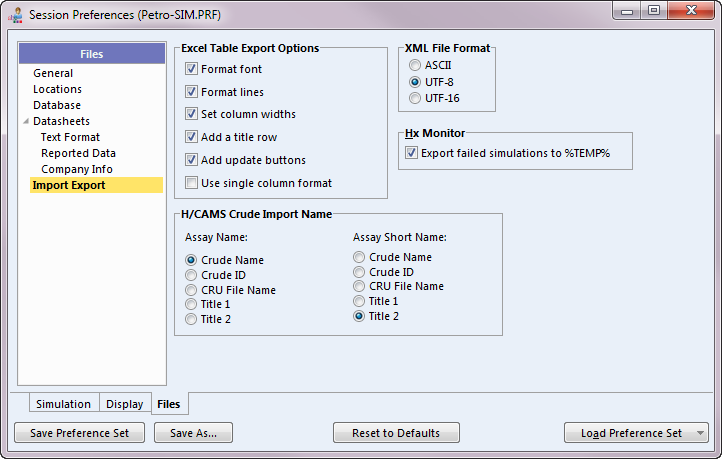 Session Preferences (Petro-SIM.PRF)
Files
General
Locations
Database
Datasheets
Text Format
Reported Data
Company Info
Import Export
Excel Table Export Options
Format font
Format lines
Set column widths
Add a title row
Add update buttons
Use single column format
XML File Format
ASCII
UTF-8
UTF-16
Hx Monitor
Export failed simulations to %TEMP%
H/CAMS Crude Import Name
Assay Name:
Crude Name
Crude ID
CRU File Name
Title 1
Title 2
Assay Short Name:
Crude Name
Crude ID
CRU File Name
Title 1
Title 2
Simulation
Display
Files
Save Preference Set
Save As...
Reset to Defaults
Load Preference Set